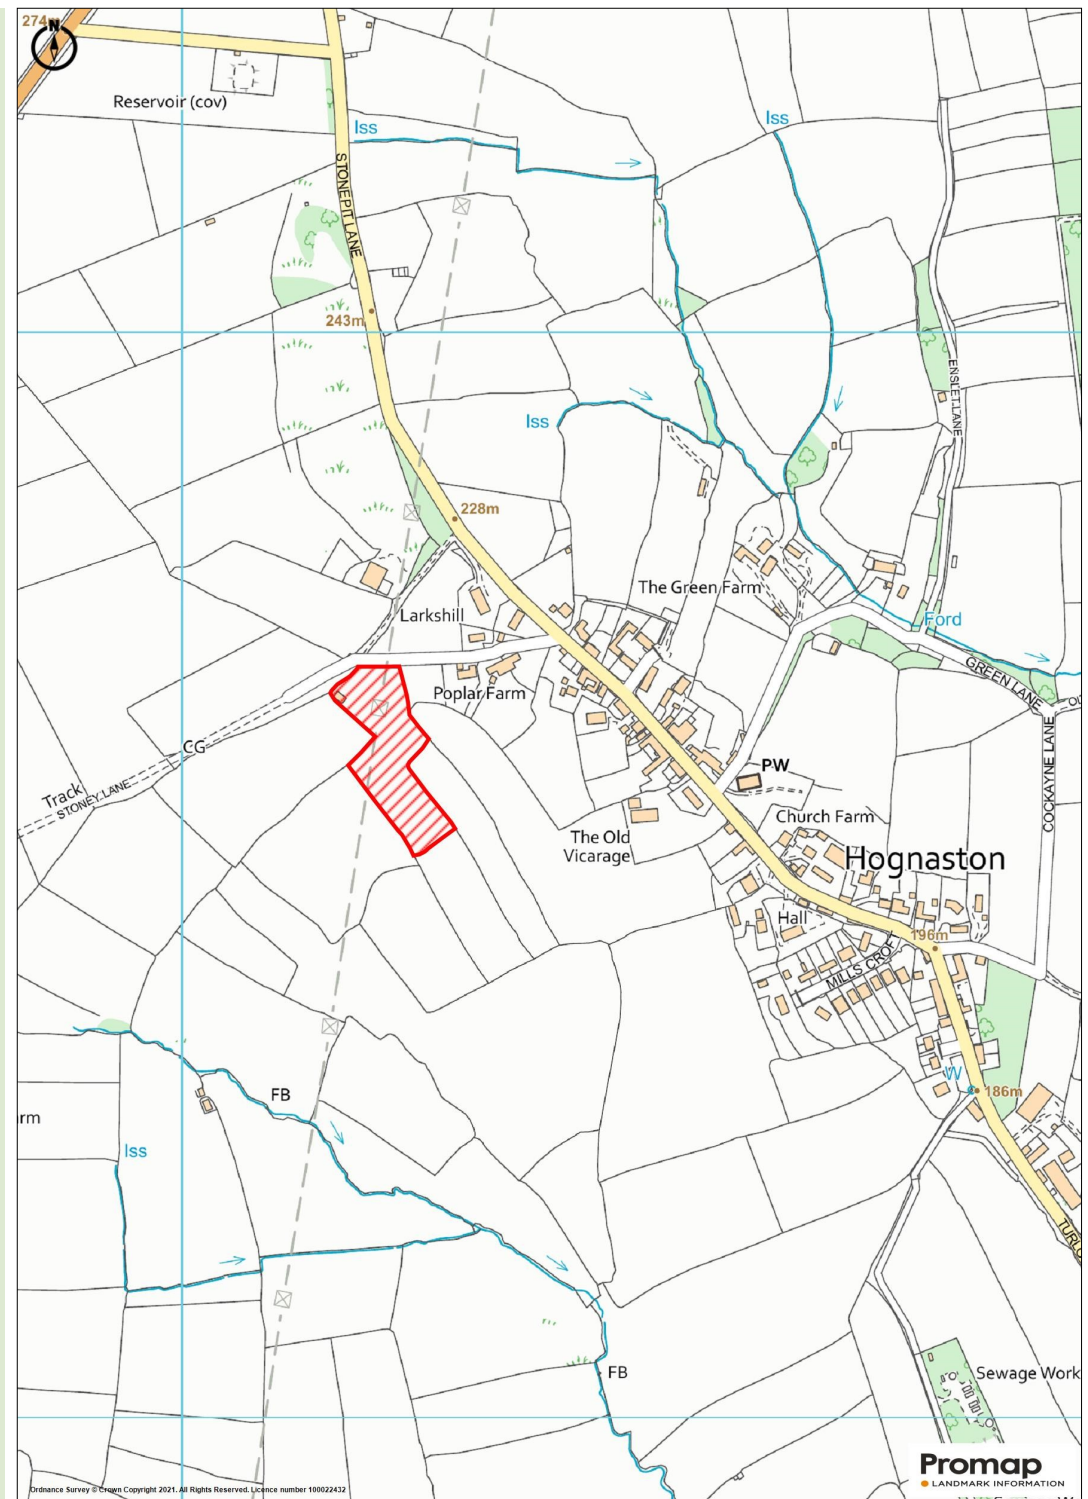 274m
N
Reservoir (cov)
Iss
Iss
STONEPIT LANE
243m
Iss
ENSLET LANE
228m
The Green Farm
Larkshill
Ford
GREEN LANE
Poplar Farm
CG
Track
STONEY LANE
PW
COCKAYNE LANE
Church Farm
The Old
Vicarage
Hognaston
Hall
196m
MILLS CROFT
W
186m
FB
rm
Iss
TURLO
FB
Sewage Work
Promap
LANDMARK INFORMATION
Ordnance Survey © Crown Copyright 2021. All Rights Reserved. Licence number 100022432